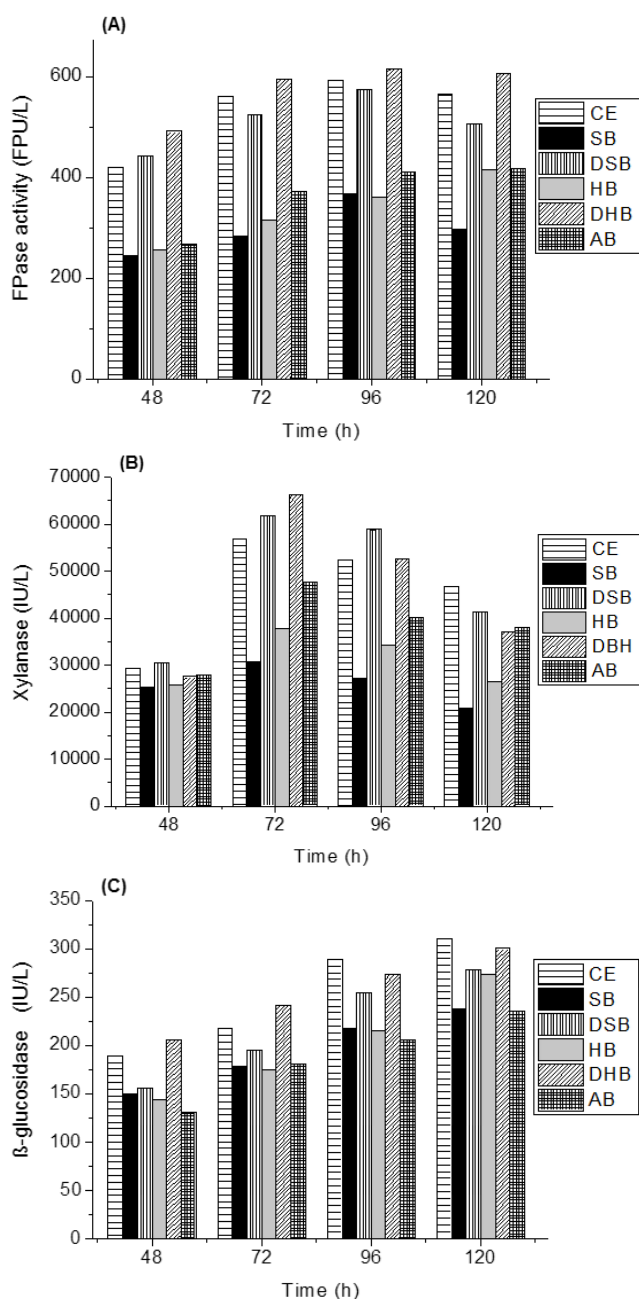 (A)
FPase activity (FPU/L)
600
400
200
0
48 72 96 120
Time (h)
CE
SB
DSB
HB
DHB
AB
(B)
Xylanase (IU/L)
70000
60000
50000
40000
30000
20000
10000
0
48 72 96 120
Time (h)
CE
SB
DSB
HB
DBH
AB
(C)
ß-glucosidase (IU/L)
350
300
250
200
150
100
50
0
48 72 96 120
Time (h)
CE
SB
DSB
HB
DHB
AB